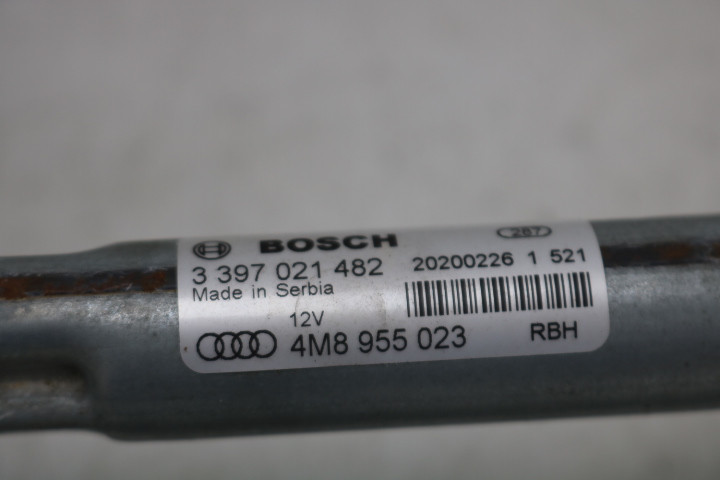 BOSCH 287
3 397 021 482 20200226 1 521
Made in Serbia
12V
4M8 955 023 RBH